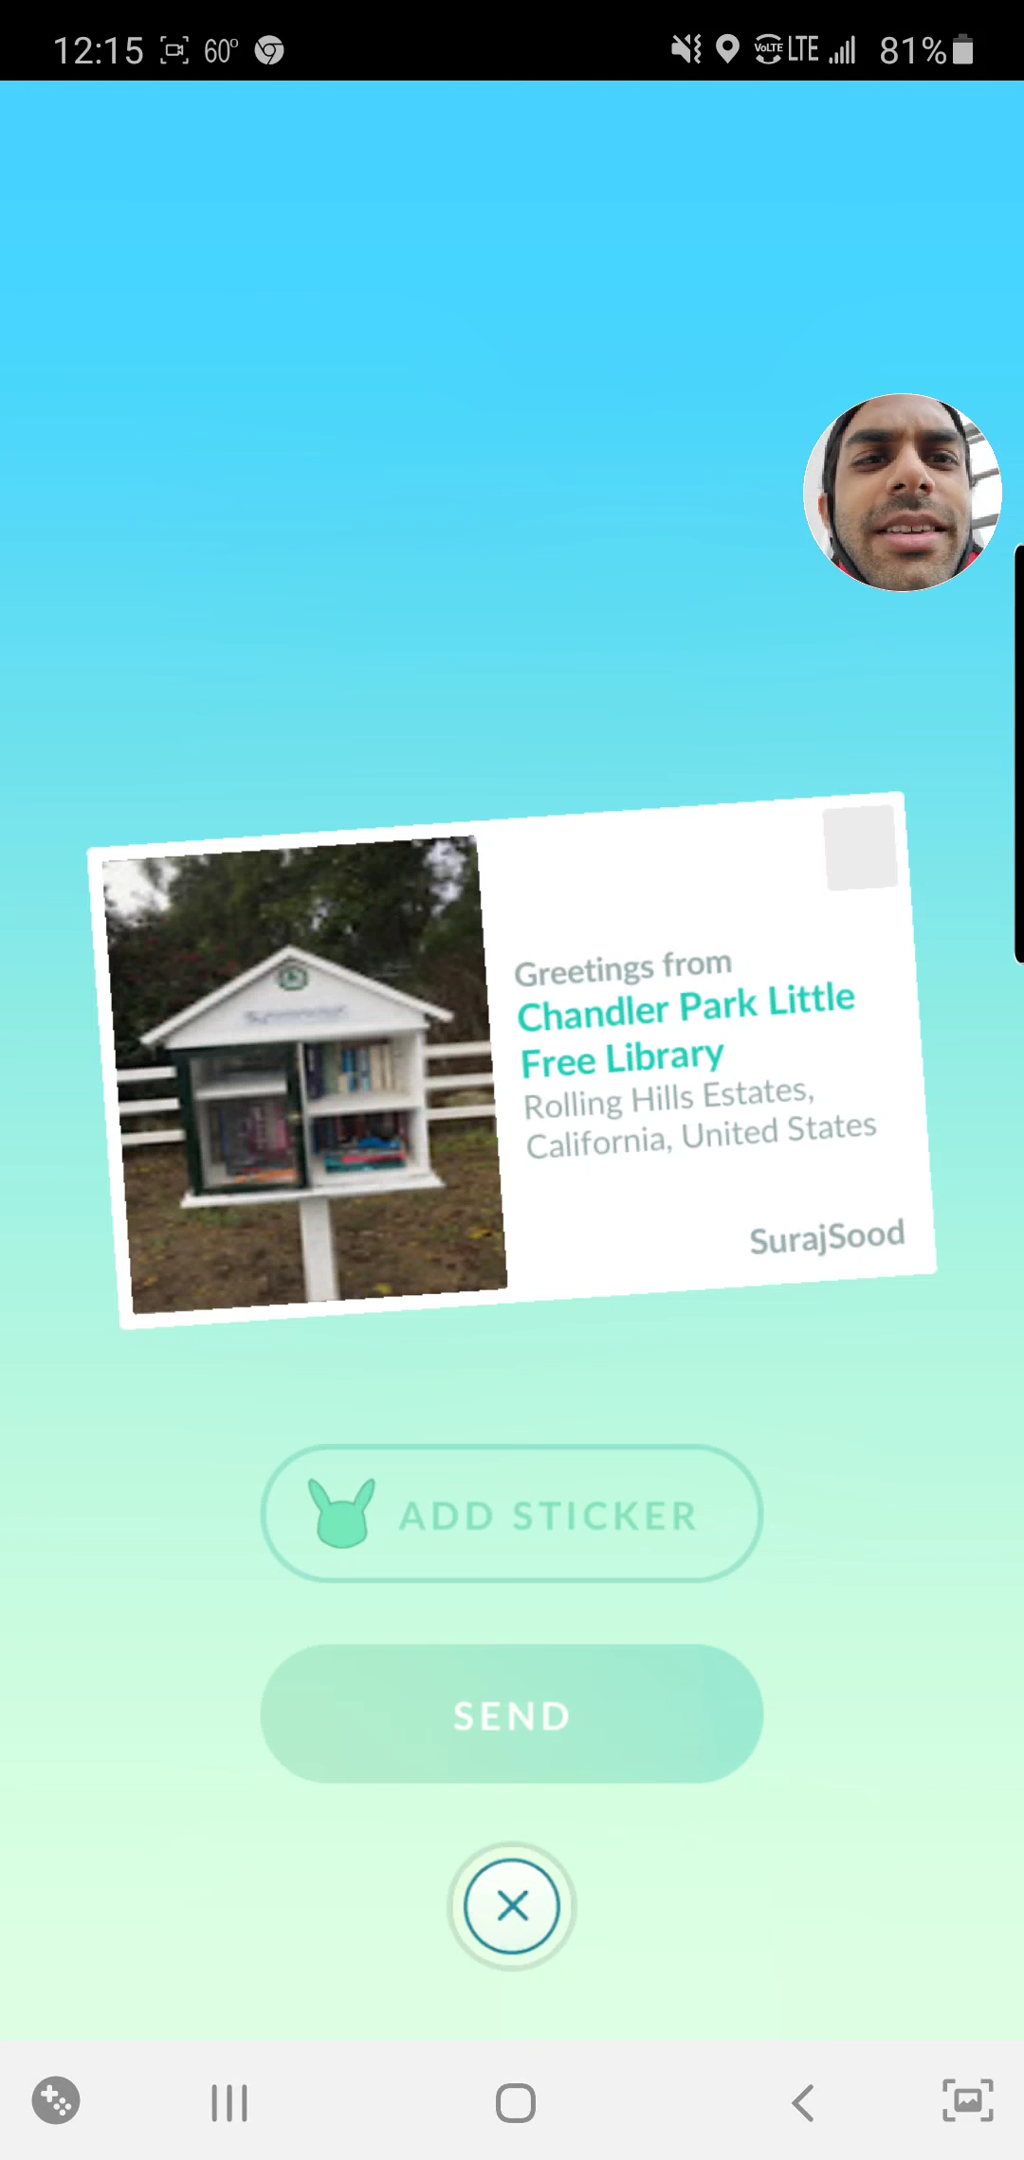 12:15 60° VoLTE LTE 81%
Greetings from
Chandler Park Little
Free Library
Rolling Hills Estates,
California, United States
SurajSood
ADD STICKER
SEND